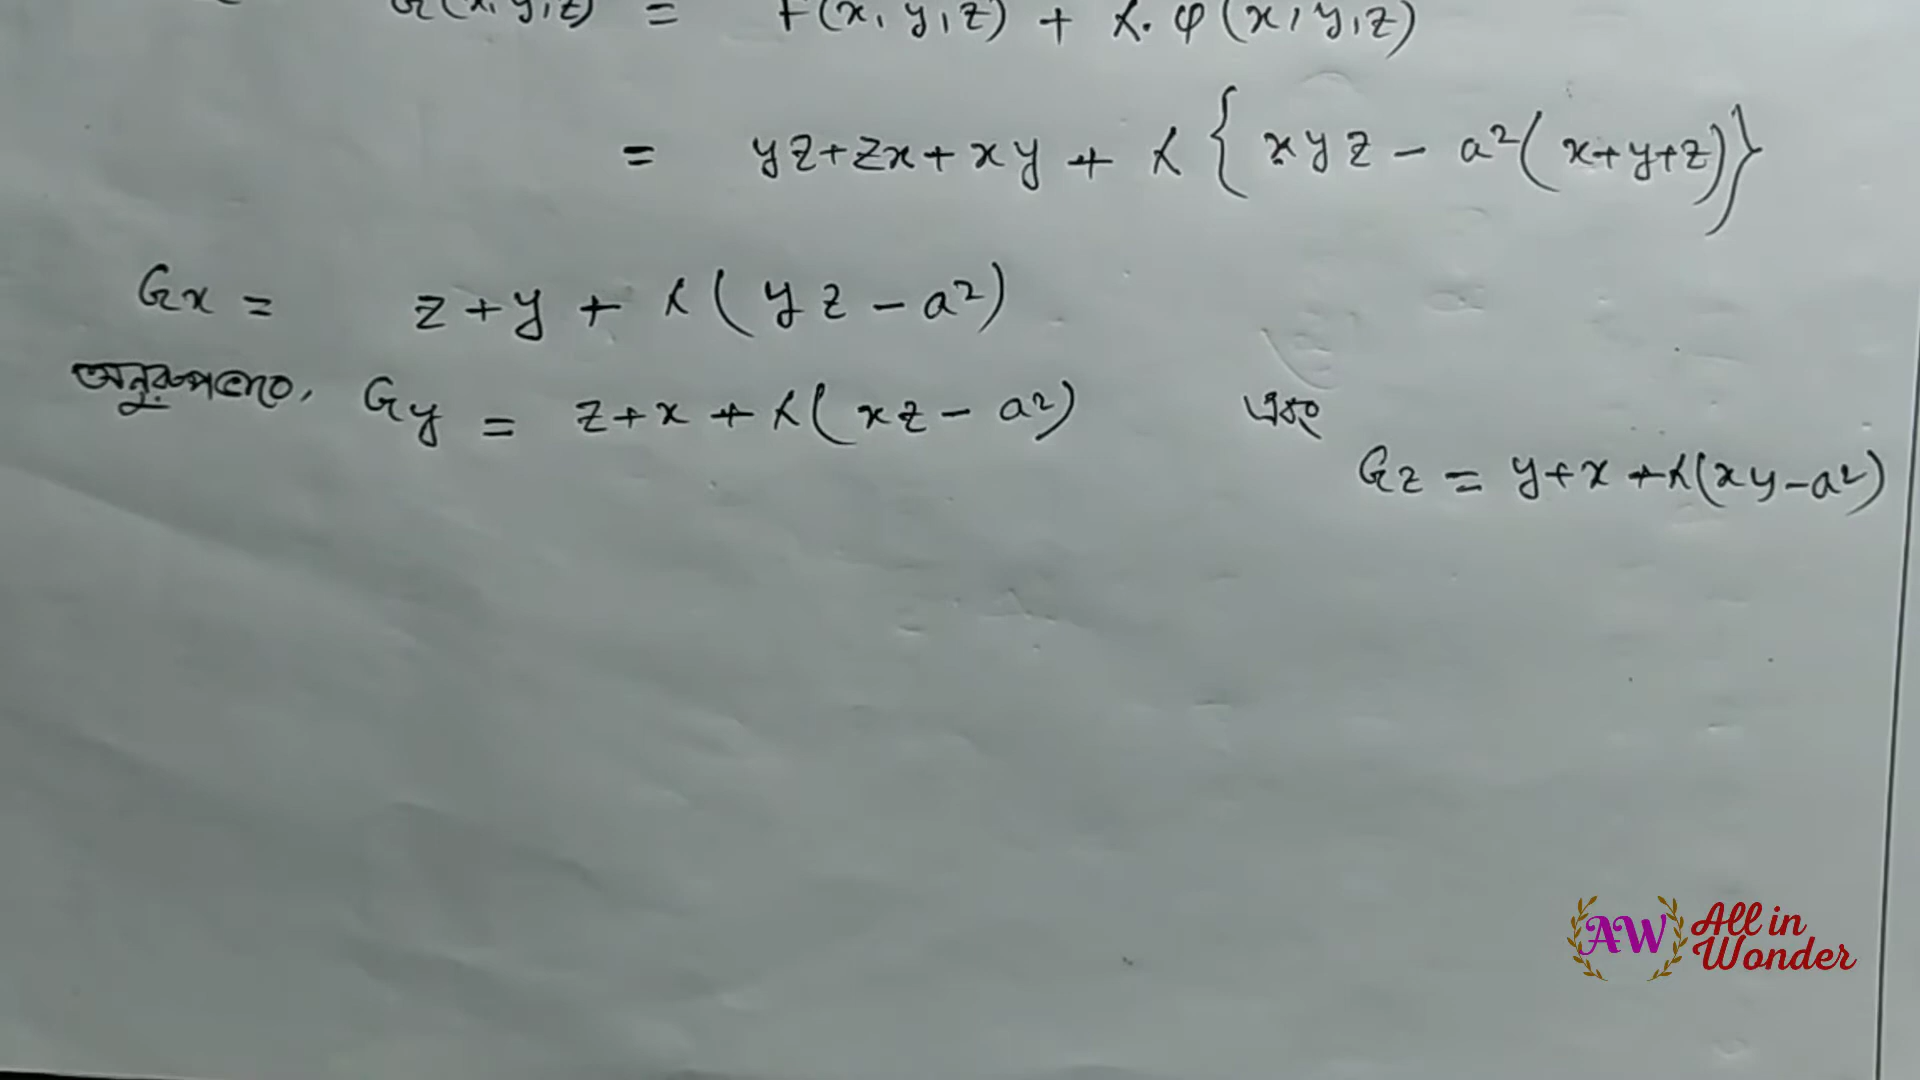 G(x,y,z) = F(x,y,z) + λ.φ(x,y,z)
= yz+zx+xy + λ{xyz - a²(x+y+z)}
Gx = z+y + λ(yz - a²)
অনুরূপভাবে, Gy = z+x + λ(xz - a²) এবং
Gz = y+x+λ(xy-a²)
AW All in
Wonder